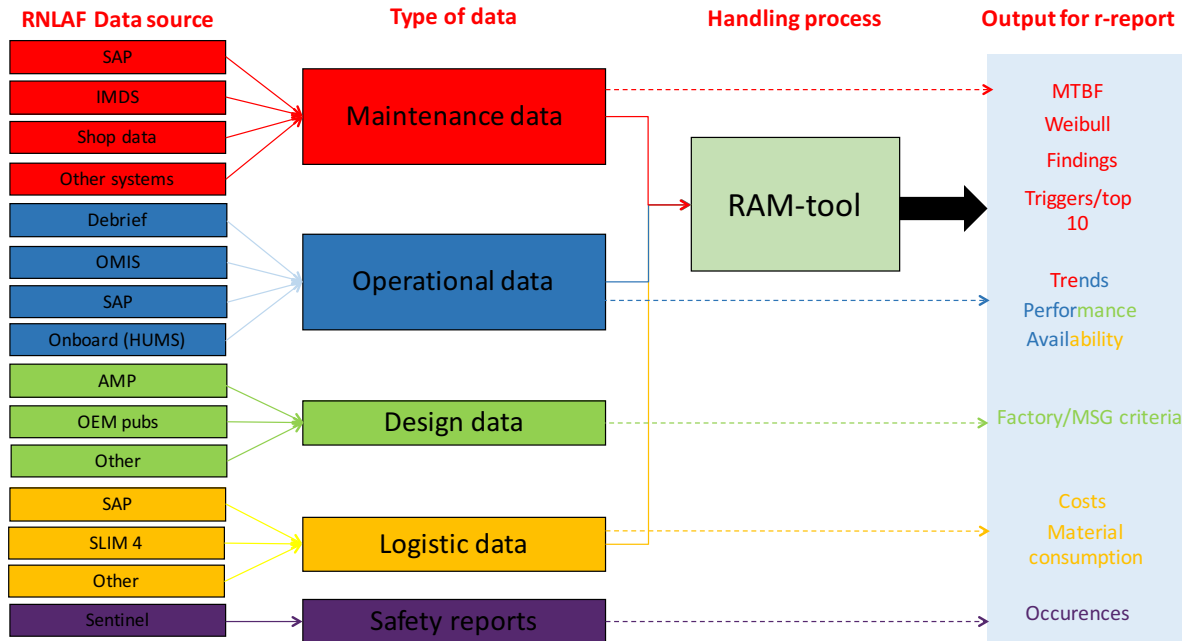 RNLAF Data source
Type of data
Handling process
Output for r-report
SAP
IMDS
Shop data
Other systems
Debrief
OMIS
SAP
Onboard (HUMS)
AMP
OEM pubs
Other
SAP
SLIM 4
Other
Sentinel
Maintenance data
Operational data
Design data
Logistic data
Safety reports
RAM-tool
MTBF
Weibull
Findings
Triggers/top
10
Trends
Performance
Availability
Factory/MSG criteria
Costs
Material
consumption
Occurences